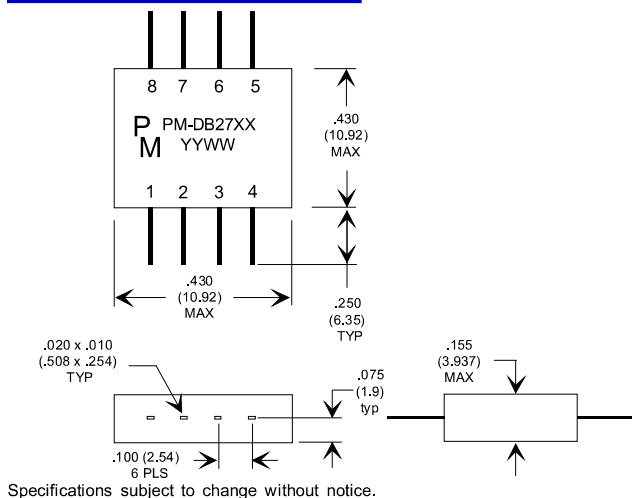 8 7 6 5
P M
PM-DB27XX
YYWW
1 2 3 4
.430
(10.92)
MAX
.430
(10.92)
MAX
.250
(6.35)
TYP
.020 x .010
(.508 x .254)
TYP
.075
(1.9)
typ
.155
(3.937)
MAX
.100 (2.54)
6 PLS
Specifications subject to change without notice.